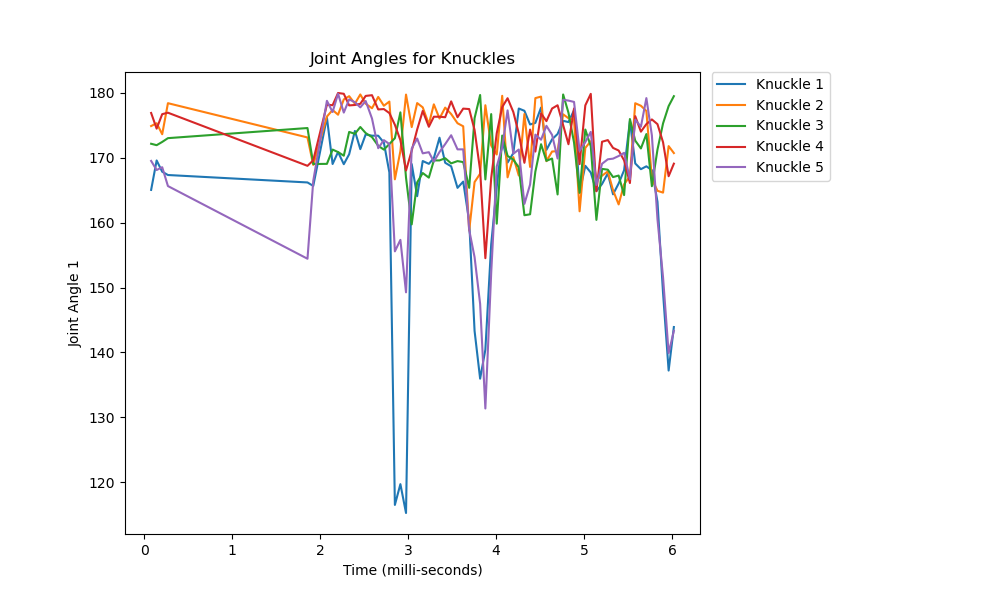 Joint Angles for Knuckles
Knuckle 1
Knuckle 2
Knuckle 3
Knuckle 4
Knuckle 5
Joint Angle 1
180
170
160
150
140
130
120
0 1 2 3 4 5 6
Time (milli-seconds)